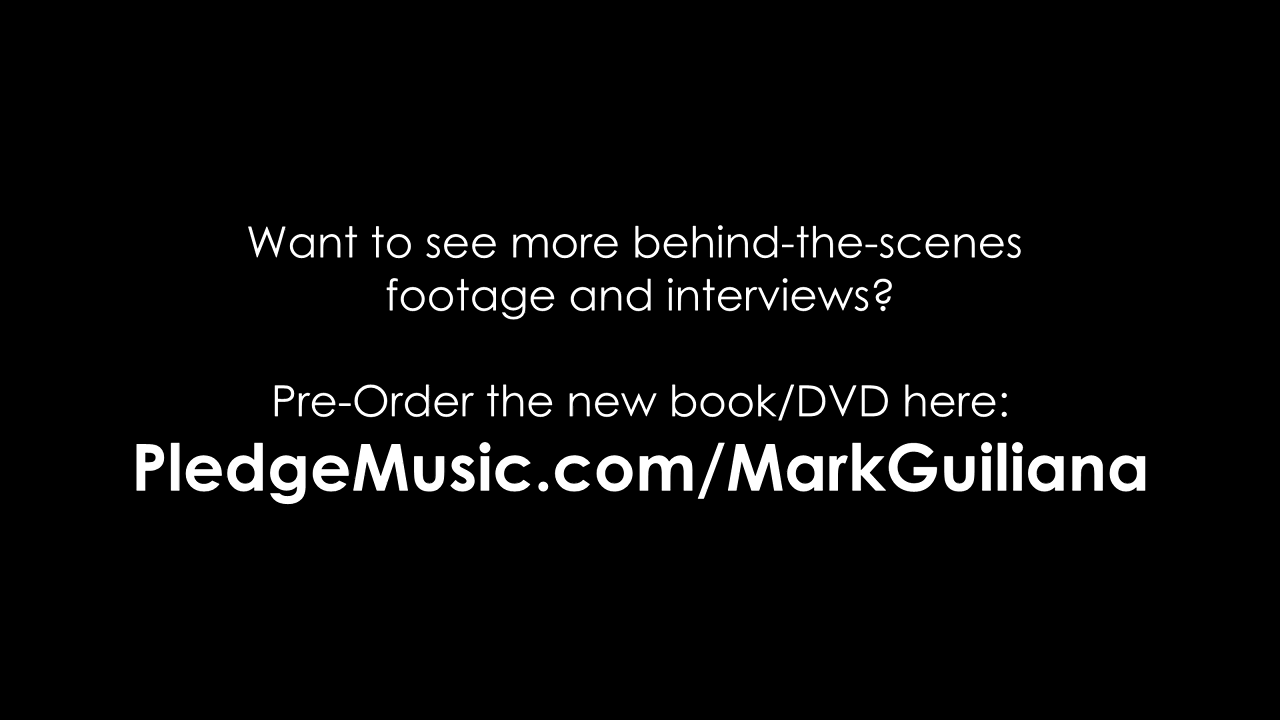 Want to see more behind-the-scenes
footage and interviews?
Pre-Order the new book/DVD here:
PledgeMusic.com/MarkGuiliana